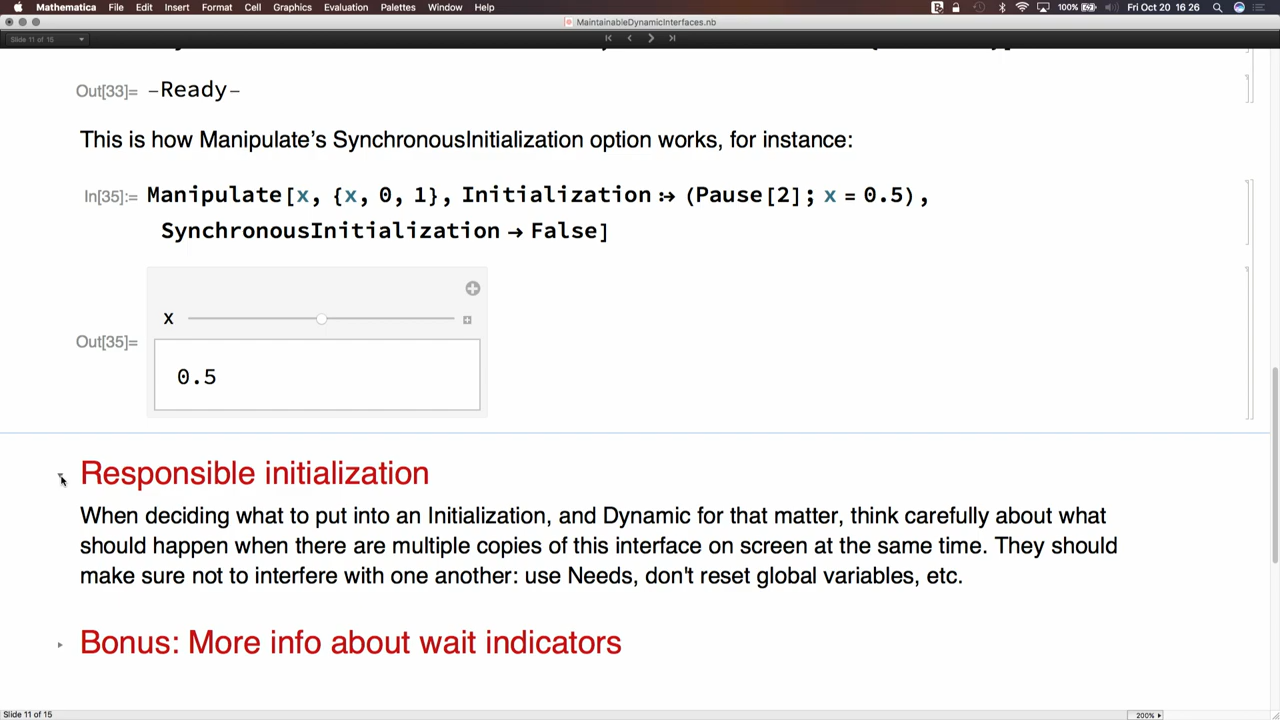 Mathematica File Edit Insert Format Cell Graphics Evaluation Palettes Window Help 100% Fri Oct 20 16 26
MaintainableDynamicInterfaces.nb
Slide 11 of 15
Out[33]= -Ready-
This is how Manipulate’s SynchronousInitialization option works, for instance:
In[35]:= Manipulate[x, {x, 0, 1}, Initialization :→ (Pause[2]; x = 0.5),
SynchronousInitialization → False]
x
Out[35]=
0.5
Responsible initialization
When deciding what to put into an Initialization, and Dynamic for that matter, think carefully about what
should happen when there are multiple copies of this interface on screen at the same time. They should
make sure not to interfere with one another: use Needs, don't reset global variables, etc.
Bonus: More info about wait indicators
Slide 11 of 15 200%